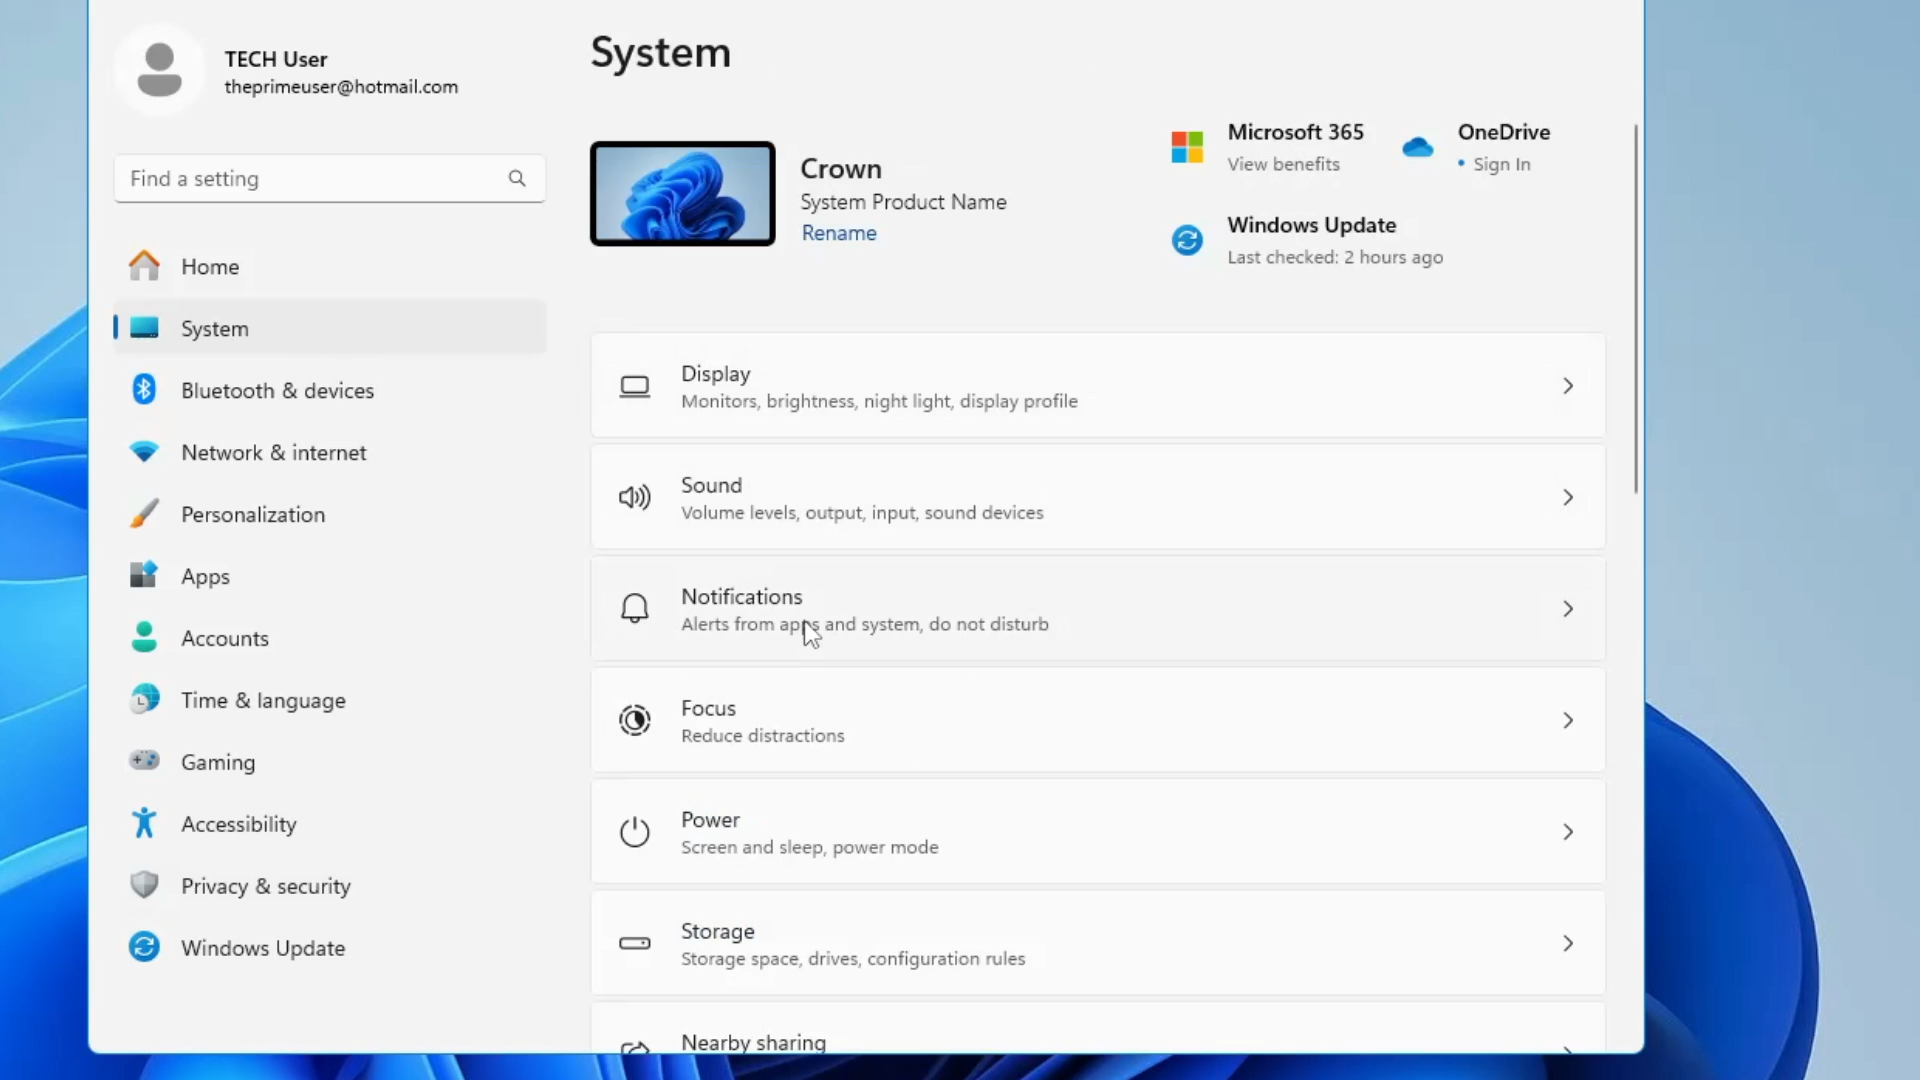 TECH User
theprimeuser@hotmail.com
Find a setting
Home
System
Bluetooth & devices
Network & internet
Personalization
Apps
Accounts
Time & language
Gaming
Accessibility
Privacy & security
Windows Update
System
Crown
System Product Name
Rename
Microsoft 365
View benefits
OneDrive
• Sign In
Windows Update
Last checked: 2 hours ago
Display
Monitors, brightness, night light, display profile
Sound
Volume levels, output, input, sound devices
Notifications
Alerts from apps and system, do not disturb
Focus
Reduce distractions
Power
Screen and sleep, power mode
Storage
Storage space, drives, configuration rules
Nearby sharing